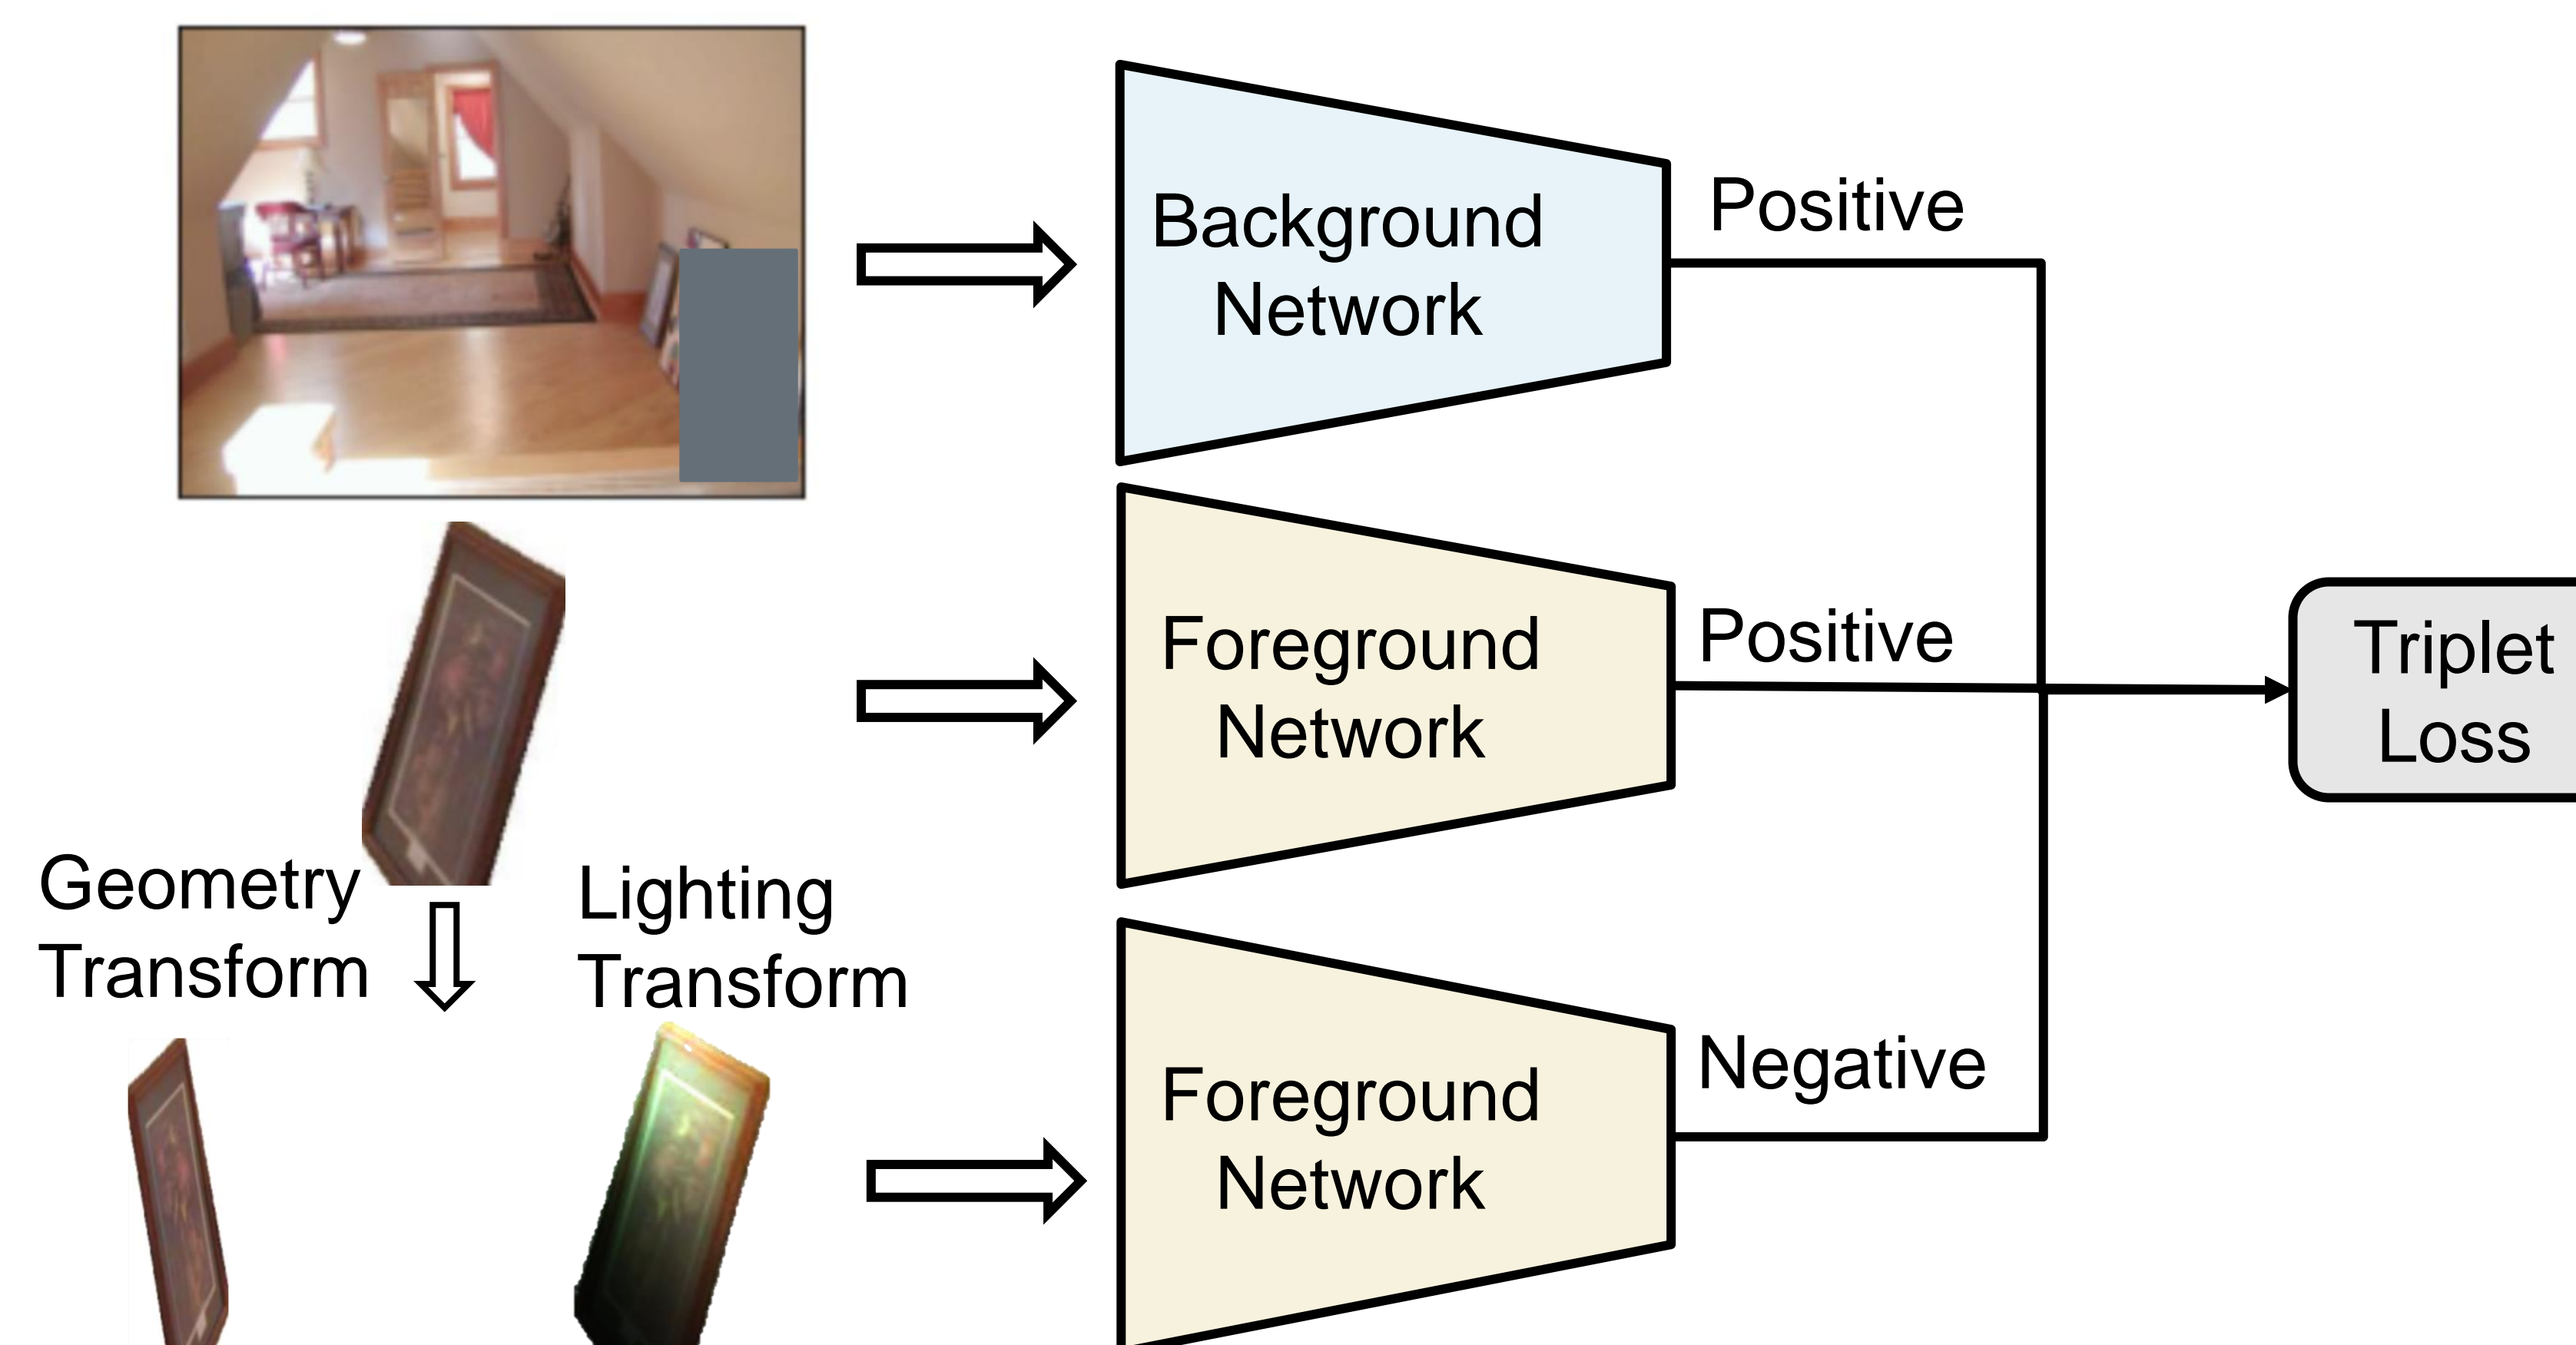 Background
Network
Positive
Foreground
Network
Positive
Triplet
Loss
Geometry
Transform
Lighting
Transform
Foreground
Network
Negative